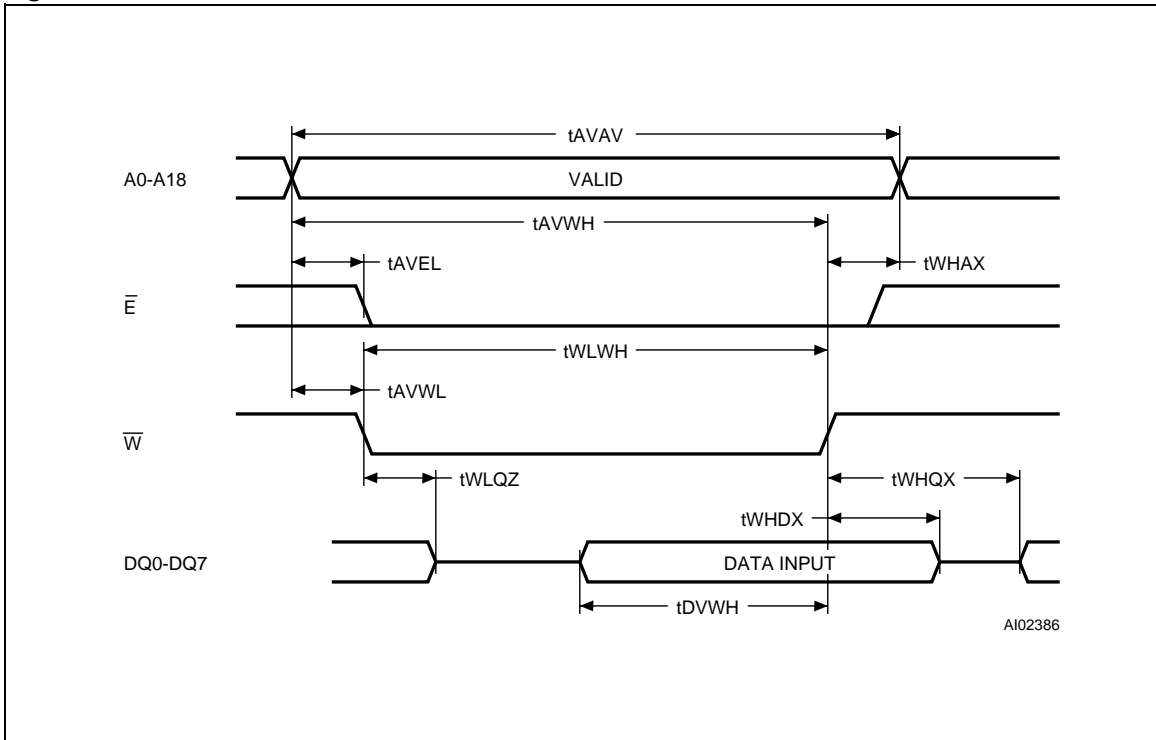 tAVAV
A0-A18
VALID
tAVWH
tAVEL
tWHAX
E̅
tWLWH
tAVWL
W̅
tWLQZ
tWHQX
tWHDX
DQ0-DQ7
DATA INPUT
tDVWH
AI02386